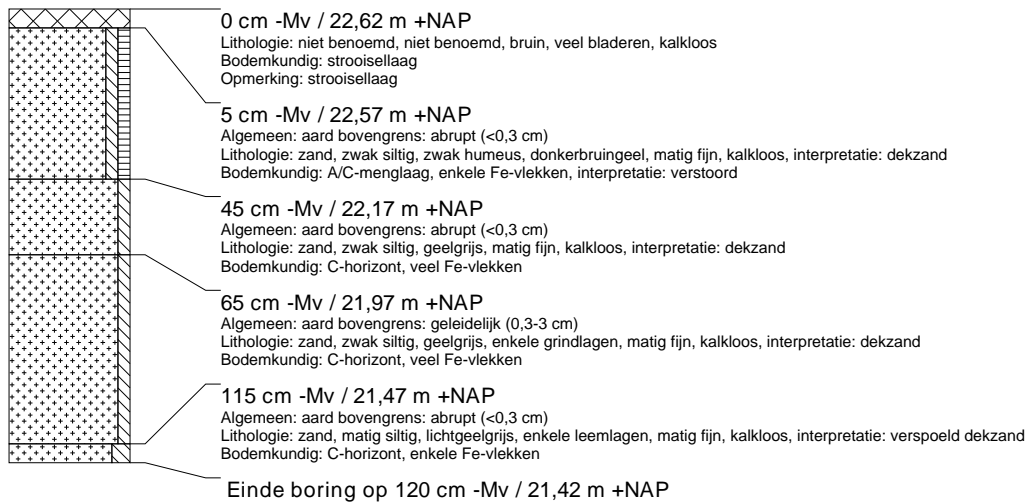 0 cm -Mv / 22,62 m +NAP
Lithologie: niet benoemd, niet benoemd, bruin, veel bladeren, kalkloos
Bodemkundig: strooisellaag
Opmerking: strooisellaag
5 cm -Mv / 22,57 m +NAP
Algemeen: aard bovengrens: abrupt (<0,3 cm)
Lithologie: zand, zwak siltig, zwak humeus, donkerbruingeel, matig fijn, kalkloos, interpretatie: dekzand
Bodemkundig: A/C-menglaag, enkele Fe-vlekken, interpretatie: verstoord
45 cm -Mv / 22,17 m +NAP
Algemeen: aard bovengrens: abrupt (<0,3 cm)
Lithologie: zand, zwak siltig, geelgrijs, matig fijn, kalkloos, interpretatie: dekzand
Bodemkundig: C-horizont, veel Fe-vlekken
65 cm -Mv / 21,97 m +NAP
Algemeen: aard bovengrens: geleidelijk (0,3-3 cm)
Lithologie: zand, zwak siltig, geelgrijs, enkele grindlagen, matig fijn, kalkloos, interpretatie: dekzand
Bodemkundig: C-horizont, veel Fe-vlekken
115 cm -Mv / 21,47 m +NAP
Algemeen: aard bovengrens: abrupt (<0,3 cm)
Lithologie: zand, matig siltig, lichtgeelgrijs, enkele leemlagen, matig fijn, kalkloos, interpretatie: verspoeld dekzand
Bodemkundig: C-horizont, enkele Fe-vlekken
Einde boring op 120 cm -Mv / 21,42 m +NAP